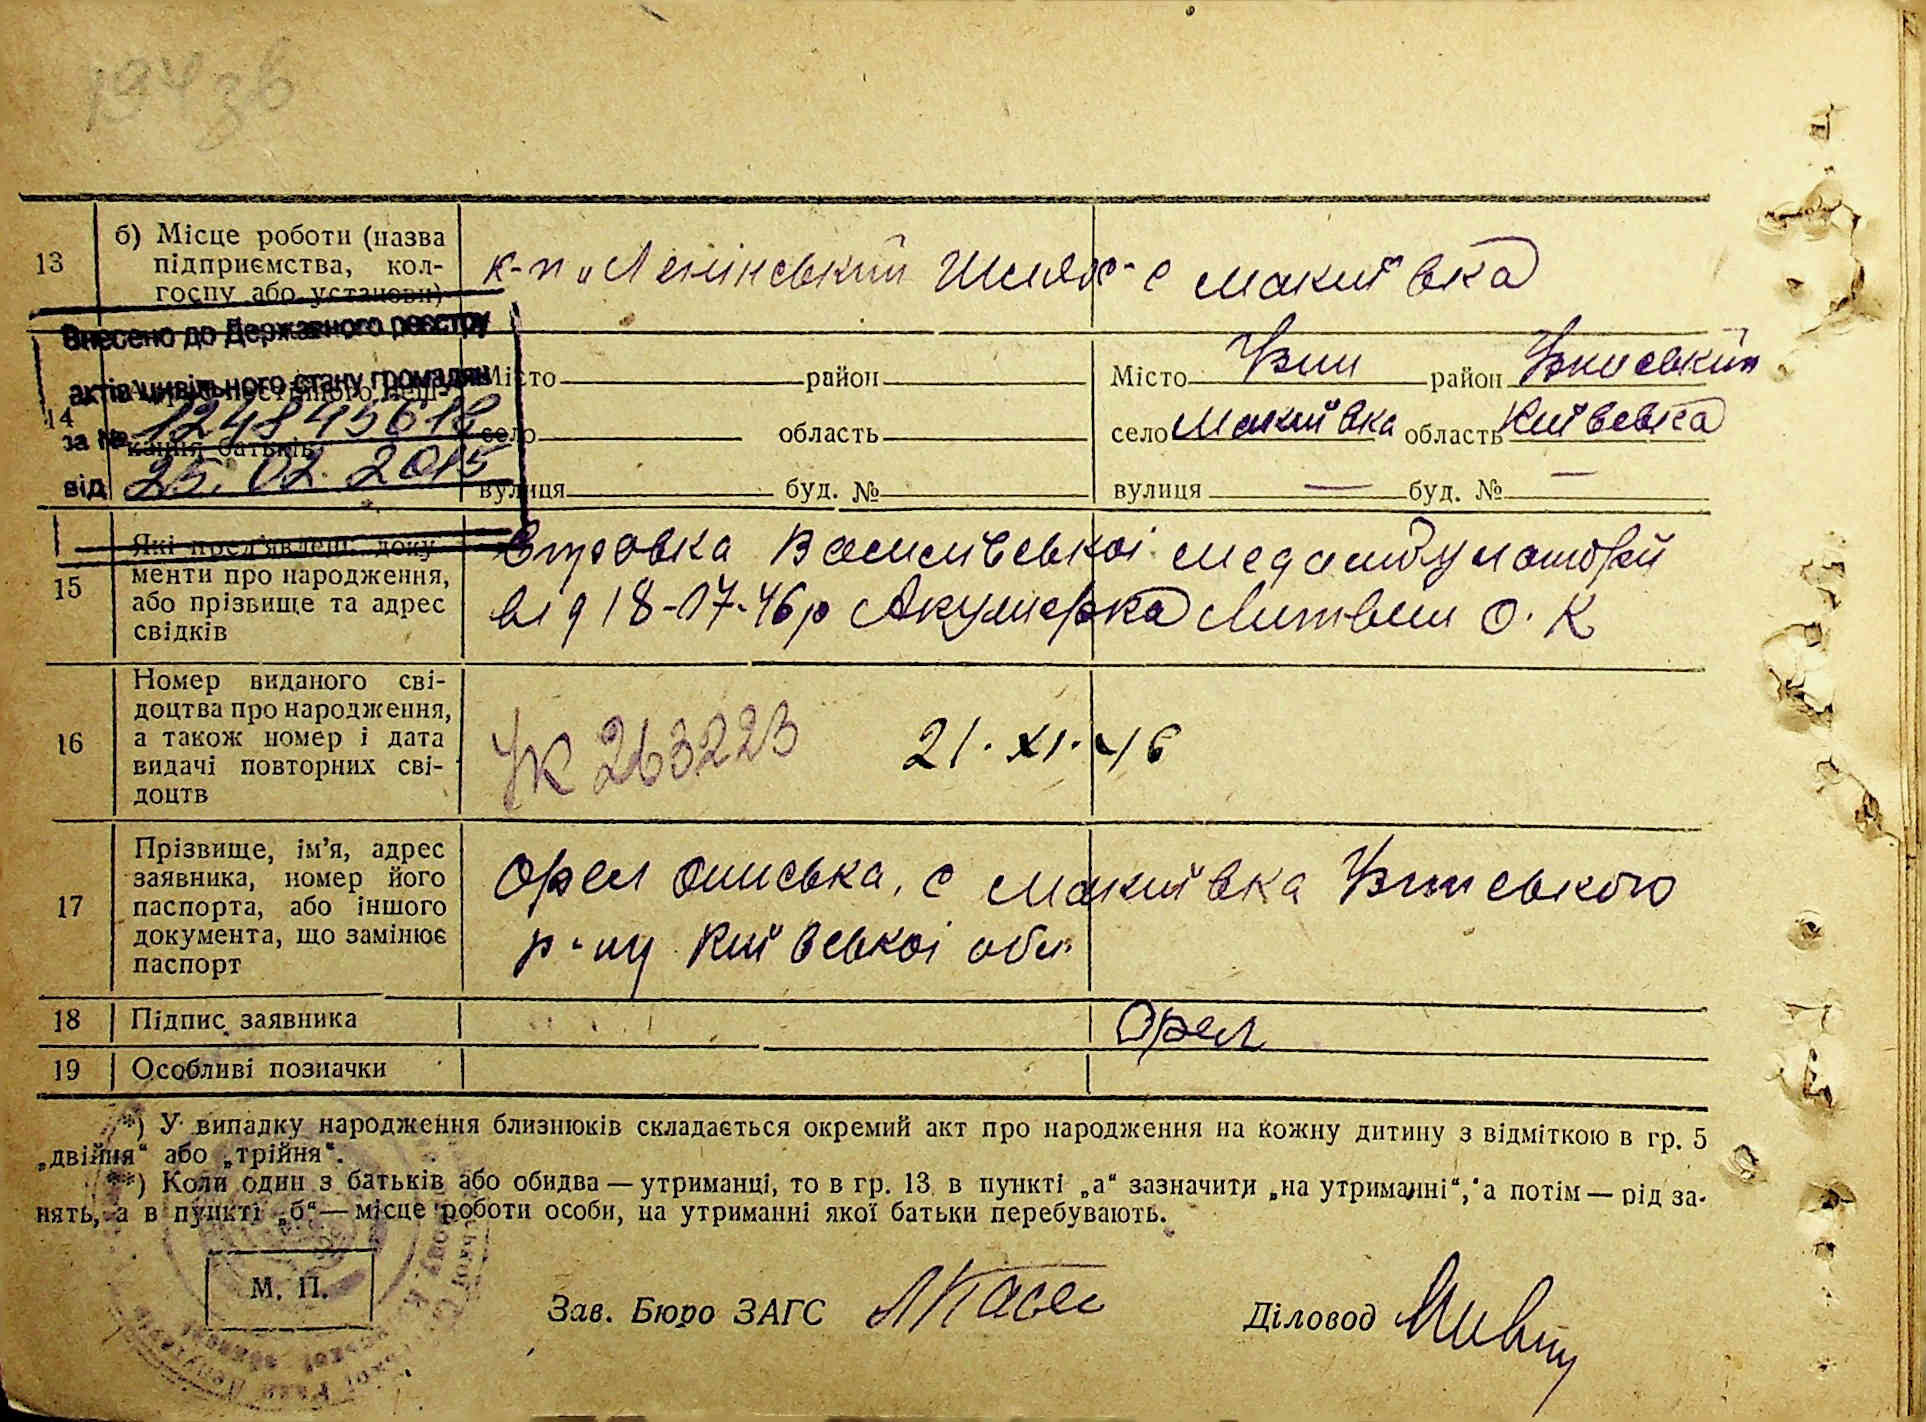 13
б) Місце роботи (назва
підприємства, кол-
госпу або установи)
к-п „Ленінський Шлях" с Макиївка
Внесено до Державного реєстру
актів цивільного стану громадян
за №
від 25.02.2015
14
Місто район
село область
вулиця буд. №
Місто Узин район Узинський
село Макиївка область Київська
вулиця — буд. № —
15
Які пред'явлені доку-
менти про народження,
або прізвище та адрес
свідків
Справка Василівської медамбулаторії
від 18-07-46р Акушерка Литвин О. К
16
Номер виданого сві-
доцтва про народження,
а також номер і дата
видачі повторних сві-
доцтв
УК 263223 21.XI.46
17
Прізвище, ім'я, адрес
заявника, номер його
паспорта, або іншого
документа, що замінює
паспорт
Орел Ониська, с Макиївка Узинського
р-ну Київської обл.
18 Підпис заявника Орел
19 Особливі позначки
*) У випадку народження близнюків складається окремий акт про народження на кожну дитину з відміткою в гр. 5
„двійня" або „трійня".
**) Коли один з батьків або обидва — утриманці, то в гр. 13 в пункті „а" зазначити „на утриманні", а потім — рід за-
нять, а в пункті „б" — місце роботи особи, на утриманні якої батьки перебувають.
М. П.
Зав. Бюро ЗАГС
Діловод